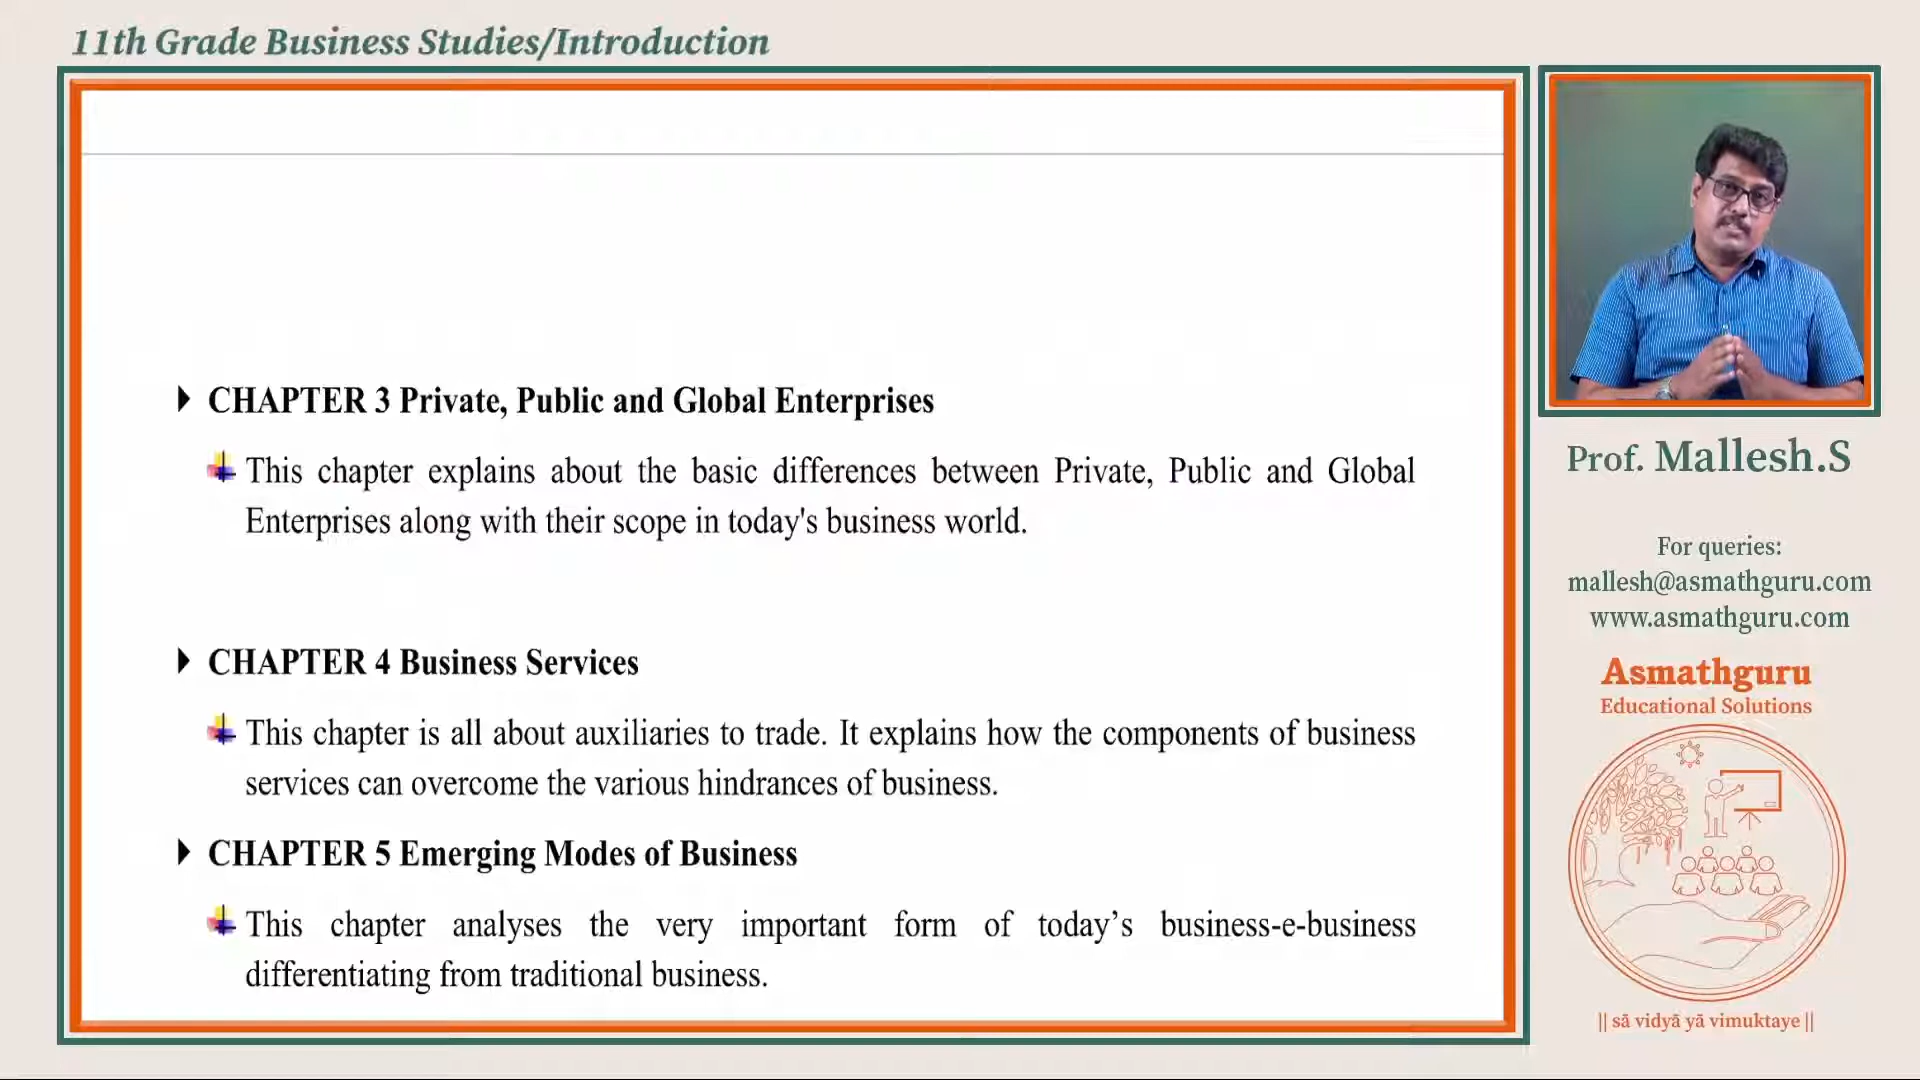 11th Grade Business Studies/Introduction
CHAPTER 3 Private, Public and Global Enterprises
This chapter explains about the basic differences between Private, Public and Global
Enterprises along with their scope in today's business world.
CHAPTER 4 Business Services
This chapter is all about auxiliaries to trade. It explains how the components of business
services can overcome the various hindrances of business.
CHAPTER 5 Emerging Modes of Business
This chapter analyses the very important form of today’s business-e-business
differentiating from traditional business.
Prof. Mallesh.S
For queries:
mallesh@asmathguru.com
www.asmathguru.com
Asmathguru
Educational Solutions
|| sā vidyā yā vimuktaye ||